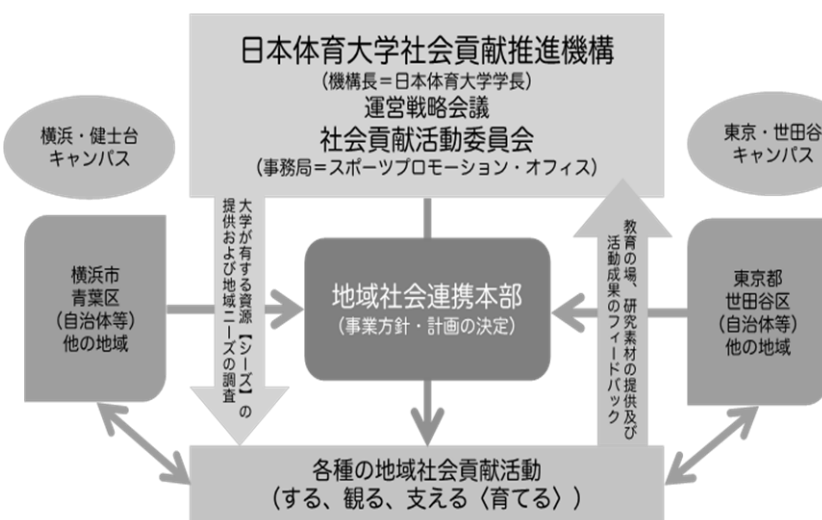 日本体育大学社会貢献推進機構
(機構長=日本体育大学学長)
運営戦略会議
社会貢献活動委員会
(事務局=スポーツプロモーション・オフィス)
横浜・健士台
キャンパス
東京・世田谷
キャンパス
大学が有する資源【シーズ】の
提供および地域ニーズの調査
教育の場、研究素材の提供及び
活動成果のフィードバック
横浜市
青葉区
(自治体等)
他の地域
地域社会連携本部
(事業方針・計画の決定)
東京都
世田谷区
(自治体等)
他の地域
各種の地域社会貢献活動
(する、観る、支える〈育てる〉)